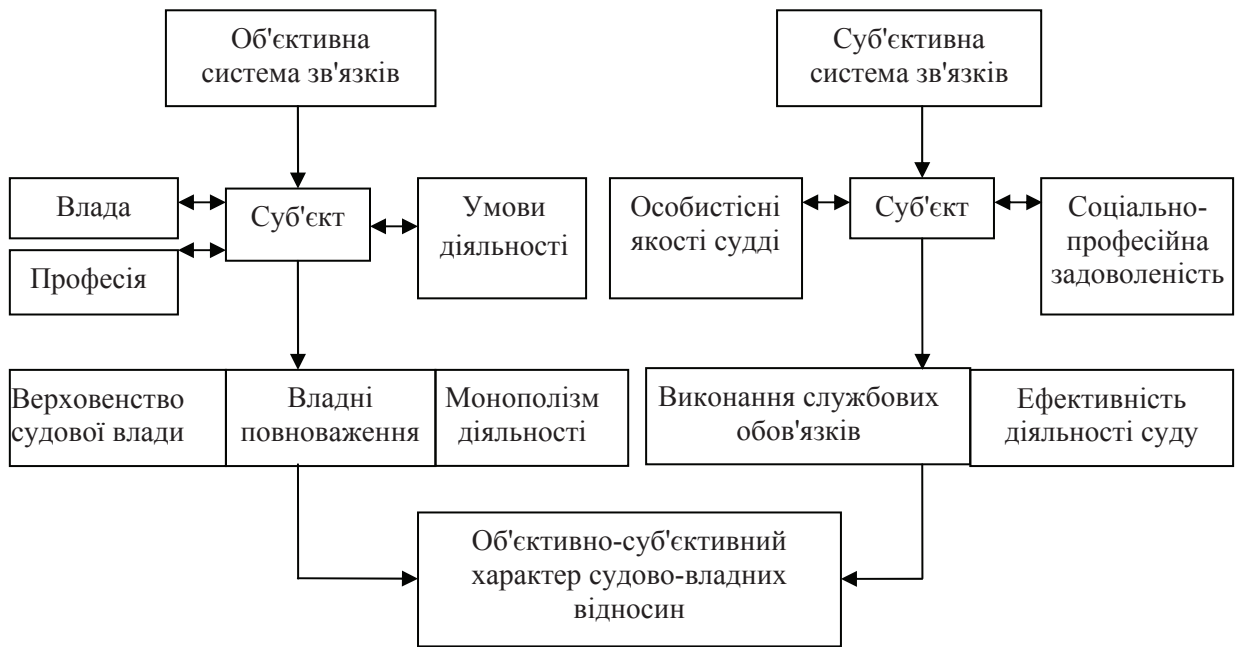 Об'єктивна
система зв'язків
Суб'єктивна
система зв'язків
Влада
Професія
Суб'єкт
Умови
діяльності
Особистісні
якості судді
Суб'єкт
Соціально-
професійна
задоволеність
Верховенство
судової влади
Владні
повноваження
Монополізм
діяльності
Виконання службових
обов'язків
Ефективність
діяльності суду
Об'єктивно-суб'єктивний
характер судово-владних
відносин